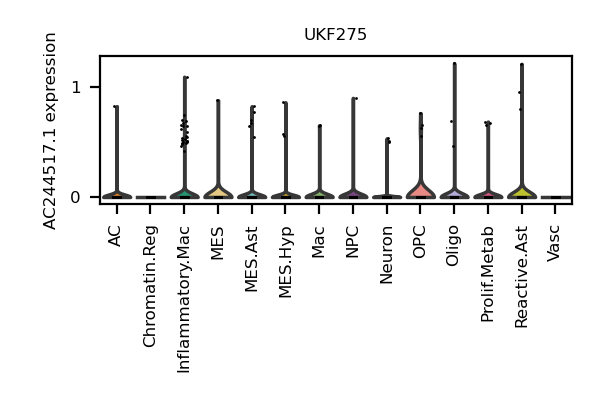 UKF275
AC244517.1 expression
1
0
AC
Chromatin.Reg
Inflammatory.Mac
MES
MES.Ast
MES.Hyp
Mac
NPC
Neuron
OPC
Oligo
Prolif.Metab
Reactive.Ast
Vasc